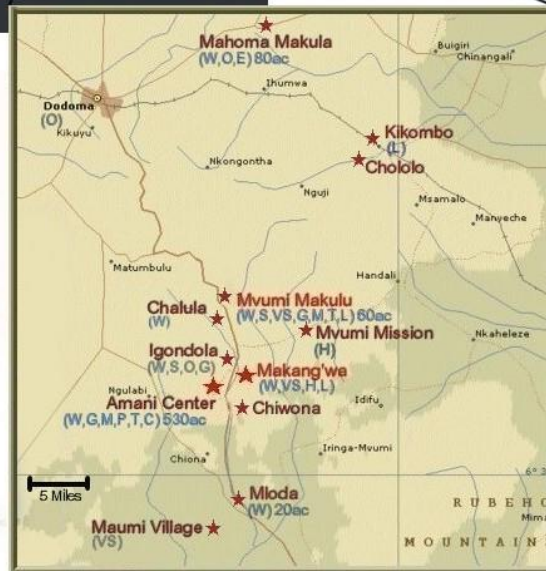 Mahoma Makula
(W,O,E) 80ac
Buigiri
Chinangali
Ihumwa
Dodoma
(O)
Kikuyu
Kikombo
(L)
Chololo
Nkongontha
Nguji
Msamalo
Manyeche
Matumbulu
Handali
Mvumi Makulu
(W,S,VS,G,M,T,L) 60ac
Chalula
(W)
Mvumi Mission
(H)
Nkaheleze
Igondola
(W,S,O,G)
Makang'wa
(W,VS,H,L)
Ngulabi
Amani Center
(W,G,M,P,T,C) 530ac
Chiwona
Idifu
Chiona
Iringa-Mvumi
5 Miles
Mloda
(W) 20ac
Maumi Village
(VS)
RUBEHO
MOUNTAIN